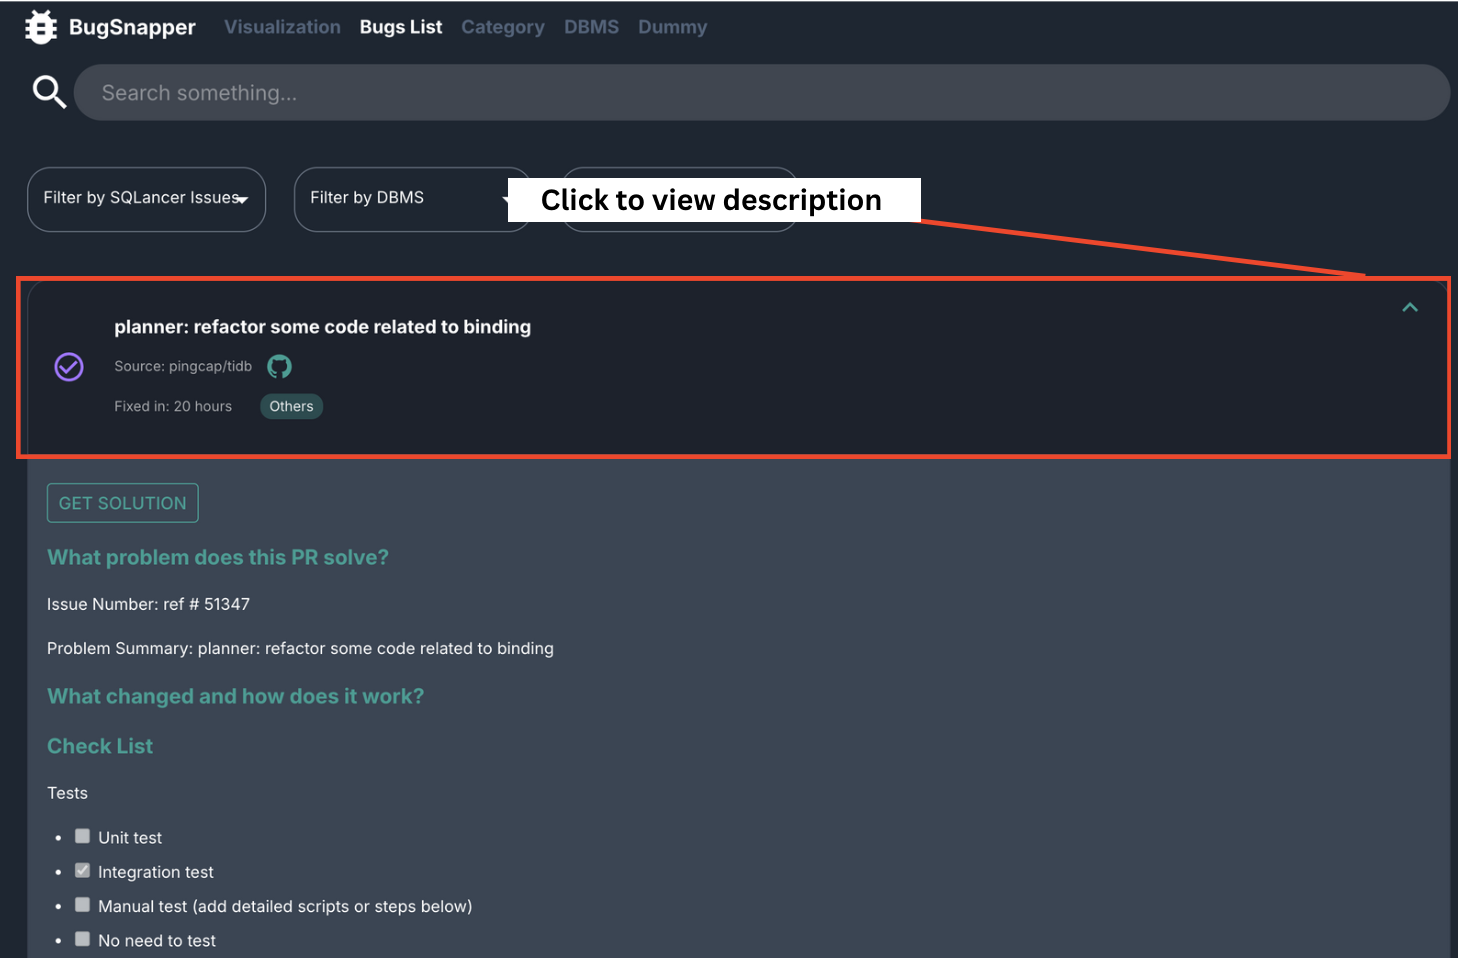 BugSnapper Visualization Bugs List Category DBMS Dummy
Search something...
Filter by SQLancer Issues Filter by DBMS Click to view description
planner: refactor some code related to binding
Source: pingcap/tidb
Fixed in: 20 hours Others
GET SOLUTION
What problem does this PR solve?
Issue Number: ref # 51347
Problem Summary: planner: refactor some code related to binding
What changed and how does it work?
Check List
Tests
Unit test
Integration test
Manual test (add detailed scripts or steps below)
No need to test